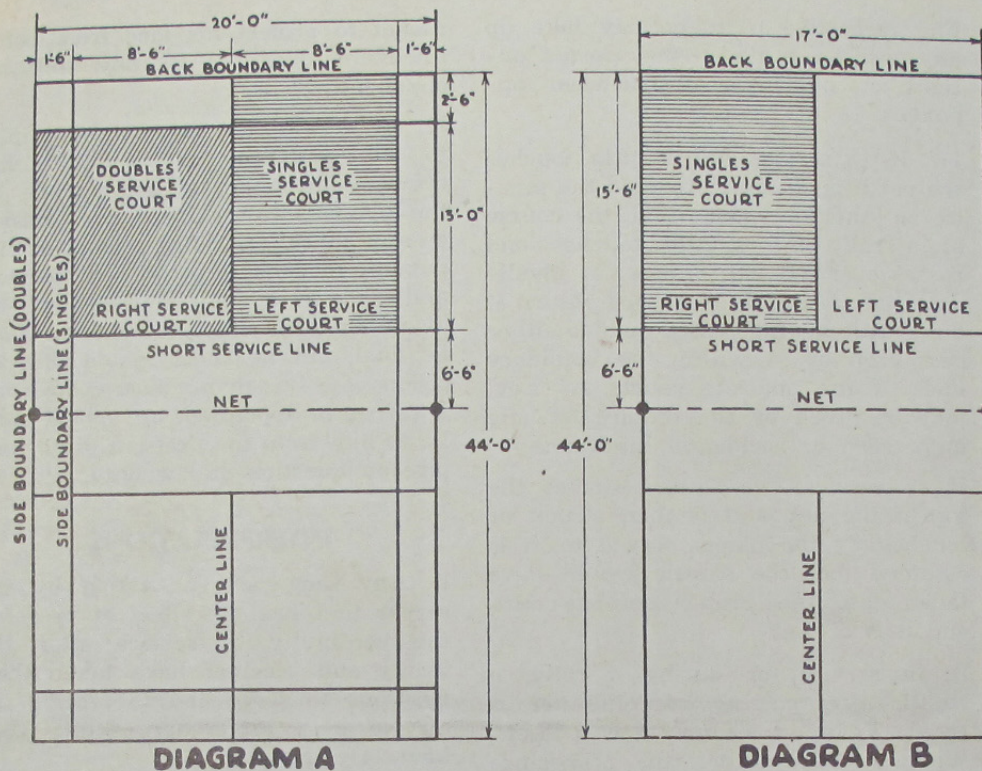 20'-0"
1'-6" 8'-6" 8'-6" 1'-6"
BACK BOUNDARY LINE
2'-6"
DOUBLES
SERVICE
COURT
SINGLES
SERVICE
COURT
13'-0"
RIGHT SERVICE
COURT
LEFT SERVICE
COURT
SHORT SERVICE LINE
6'-6"
NET
44'-0"
SIDE BOUNDARY LINE (DOUBLES)
SIDE BOUNDARY LINE (SINGLES)
CENTER LINE
DIAGRAM A
17'-0"
BACK BOUNDARY LINE
SINGLES
SERVICE
COURT
15'-6"
RIGHT SERVICE
COURT
LEFT SERVICE
COURT
SHORT SERVICE LINE
6'-6"
NET
44'-0"
CENTER LINE
DIAGRAM B